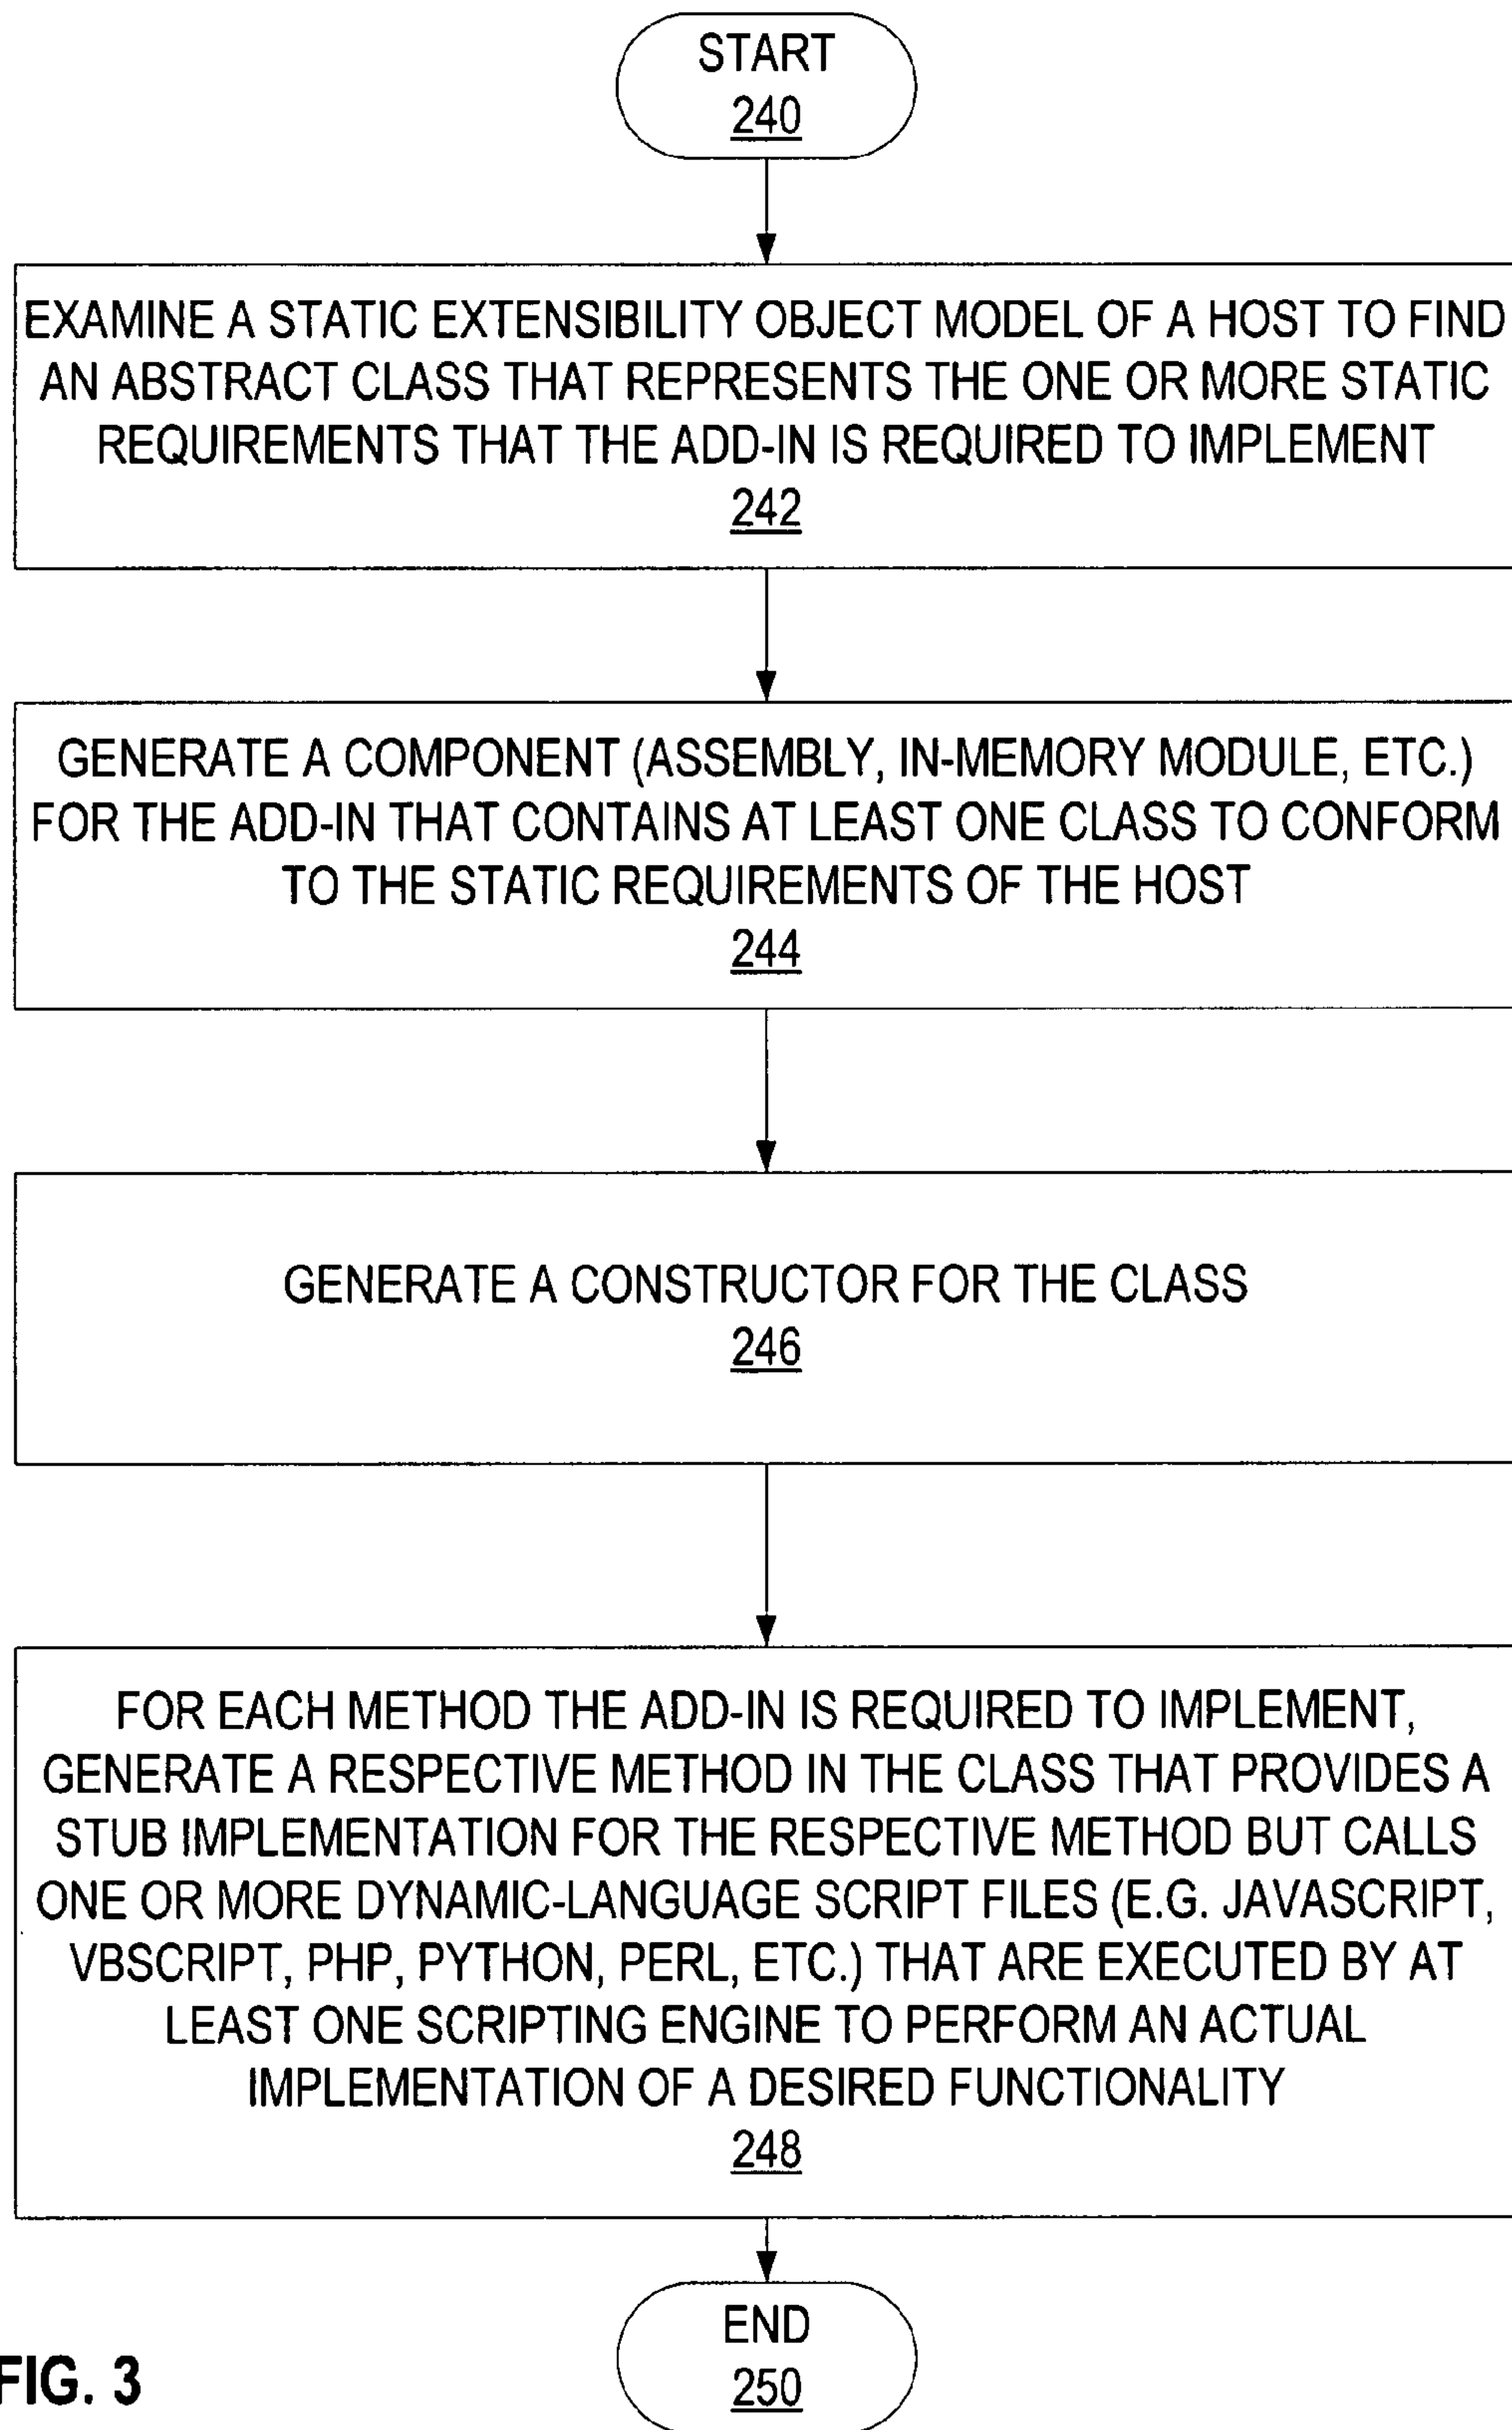 START
240
EXAMINE A STATIC EXTENSIBILITY OBJECT MODEL OF A HOST TO FIND
AN ABSTRACT CLASS THAT REPRESENTS THE ONE OR MORE STATIC
REQUIREMENTS THAT THE ADD-IN IS REQUIRED TO IMPLEMENT
242
GENERATE A COMPONENT (ASSEMBLY, IN-MEMORY MODULE, ETC.)
FOR THE ADD-IN THAT CONTAINS AT LEAST ONE CLASS TO CONFORM
TO THE STATIC REQUIREMENTS OF THE HOST
244
GENERATE A CONSTRUCTOR FOR THE CLASS
246
FOR EACH METHOD THE ADD-IN IS REQUIRED TO IMPLEMENT,
GENERATE A RESPECTIVE METHOD IN THE CLASS THAT PROVIDES A
STUB IMPLEMENTATION FOR THE RESPECTIVE METHOD BUT CALLS
ONE OR MORE DYNAMIC-LANGUAGE SCRIPT FILES (E.G. JAVASCRIPT,
VBSCRIPT, PHP, PYTHON, PERL, ETC.) THAT ARE EXECUTED BY AT
LEAST ONE SCRIPTING ENGINE TO PERFORM AN ACTUAL
IMPLEMENTATION OF A DESIRED FUNCTIONALITY
248
END
250
FIG. 3